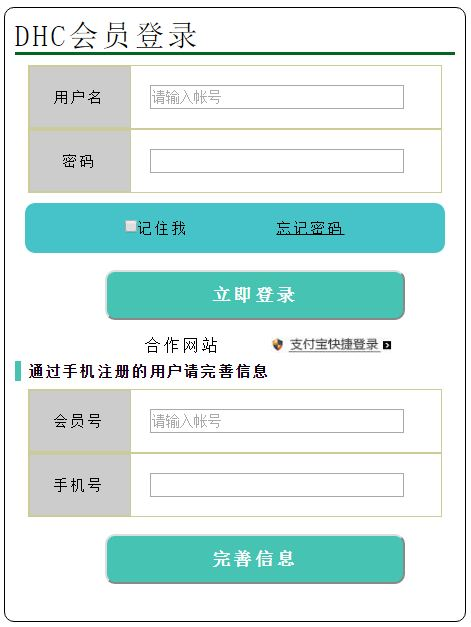 DHC会员登录
用户名 请输入帐号
密码
记住我 忘记密码
立即登录
合作网站 支付宝快捷登录
通过手机注册的用户请完善信息
会员号 请输入帐号
手机号
完善信息